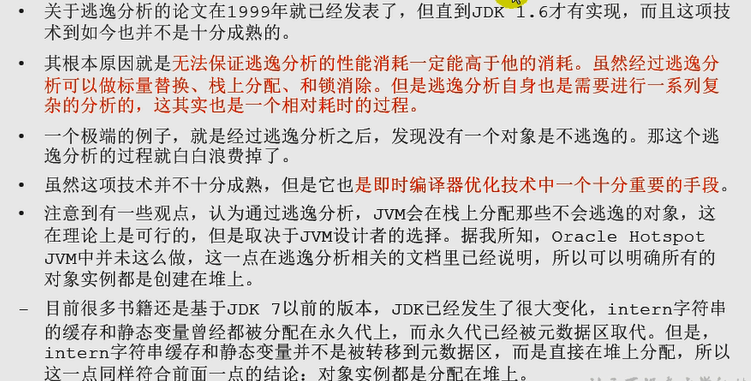 • 关于逃逸分析的论文在1999年就已经发表了，但直到JDK 1.6才有实现，而且这项技
术到如今也并不是十分成熟的。
• 其根本原因就是无法保证逃逸分析的性能消耗一定能高于他的消耗。虽然经过逃逸分
析可以做标量替换、栈上分配、和锁消除。但是逃逸分析自身也是需要进行一系列复
杂的分析的，这其实也是一个相对耗时的过程。
• 一个极端的例子，就是经过逃逸分析之后，发现没有一个对象是不逃逸的。那这个逃
逸分析的过程就白白浪费掉了。
• 虽然这项技术并不十分成熟，但是它也是即时编译器优化技术中一个十分重要的手段。
• 注意到有一些观点，认为通过逃逸分析，JVM会在栈上分配那些不会逃逸的对象，这
在理论上是可行的，但是取决于JVM设计者的选择。据我所知，Oracle Hotspot
JVM中并未这么做，这一点在逃逸分析相关的文档里已经说明，所以可以明确所有的
对象实例都是创建在堆上。
– 目前很多书籍还是基于JDK 7以前的版本，JDK已经发生了很大变化，intern字符串
的缓存和静态变量曾经都被分配在永久代上，而永久代已经被元数据区取代。但是，
intern字符串缓存和静态变量并不是被转移到元数据区，而是直接在堆上分配，所以
这一点同样符合前面一点的结论：对象实例都是分配在堆上。